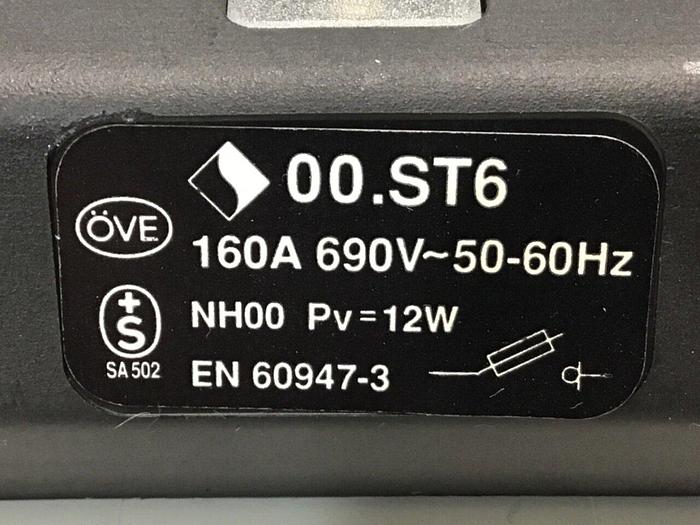 00.ST6
ÖVE
160A 690V~50-60Hz
+S
NH00 Pv=12W
SA 502
EN 60947-3